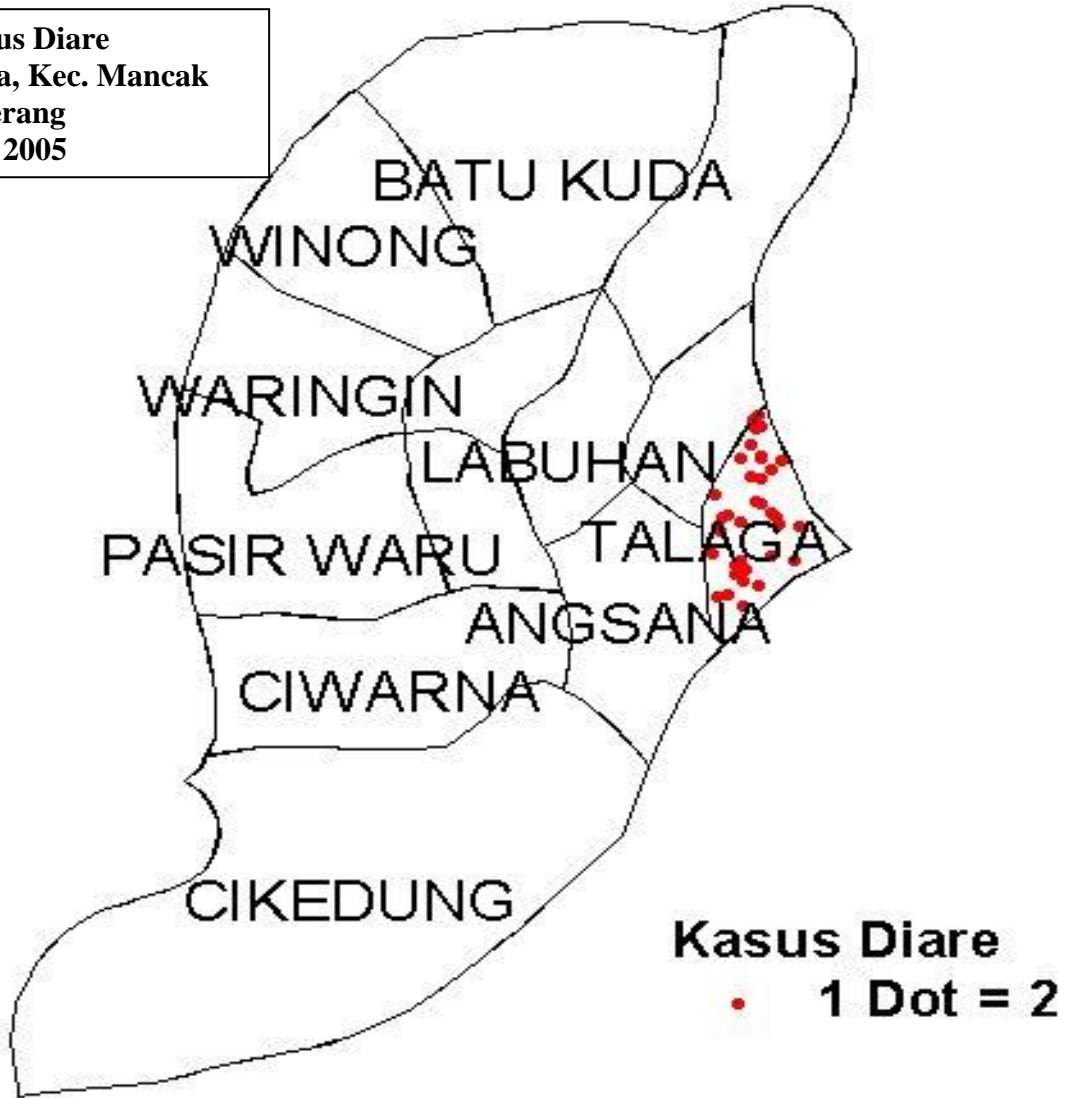 us Diare
a, Kec. Mancak
erang
2005
BATU KUDA
WINONG
WARINGIN
LABUHAN
TALAGA
PASIR WARU
ANGSANA
CIWARNA
CIKEDUNG
Kasus Diare
1 Dot = 2